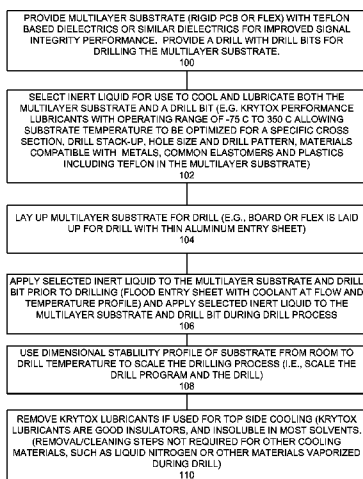 PROVIDE MULTILAYER SUBSTRATE (RIGID PCB OR FLEX) WITH TEFLON
BASED DIELECTRICS OR SIMILAR DIELECTRICS FOR IMPROVED SIGNAL
INTEGRITY PERFORMANCE. PROVIDE A DRILL WITH DRILL BITS FOR
DRILLING THE MULTILAYER SUBSTRATE.
100
SELECT INERT LIQUID FOR USE TO COOL AND LUBRICATE BOTH THE
MULTILAYER SUBSTRATE AND A DRILL BIT (E.G. KRYTOX PERFORMANCE
LUBRICANTS WITH OPERATING RANGE OF -75 C TO 350 C ALLOWING
SUBSTRATE TEMPERATURE TO BE OPTIMIZED FOR A SPECIFIC CROSS
SECTION, DRILL STACK-UP, HOLE SIZE AND DRILL PATTERN, MATERIALS
COMPATIBLE WITH METALS, COMMON ELASTOMERS AND PLASTICS
INCLUDING TEFLON IN THE MULTILAYER SUBSTRATE)
102
LAY UP MULTILAYER SUBSTRATE FOR DRILL (E.G., BOARD OR FLEX IS LAID
UP FOR DRILL WITH THIN ALUMINUM ENTRY SHEET)
104
APPLY SELECTED INERT LIQUID TO THE MULTILAYER SUBSTRATE AND DRILL
BIT PRIOR TO DRILLING (FLOOD ENTRY SHEET WITH COOLANT AT FLOW AND
TEMPERATURE PROFILE) AND APPLY SELECTED INERT LIQUID TO THE
MULTILAYER SUBSTRATE AND DRILL BIT DURING DRILL PROCESS
106
USE DIMENSIONAL STABLILITY PROFILE OF SUBSTRATE FROM ROOM TO
DRILL TEMPERATURE TO SCALE THE DRILLING PROCESS (I.E., SCALE THE
DRILL PROGRAM AND THE DRILL)
108
REMOVE KRYTOX LUBRICANTS IF USED FOR TOP SIDE COOLING (KRYTOX
LUBRICANTS ARE GOOD INSULATORS, AND INSOLUBLE IN MOST SOLVENTS.
(REMOVAL/CLEANING STEPS NOT REQUIRED FOR OTHER COOLING
MATERIALS, SUCH AS LIQUID NITROGEN OR OTHER MATERIALS VAPORIZED
DURING DRILL)
110